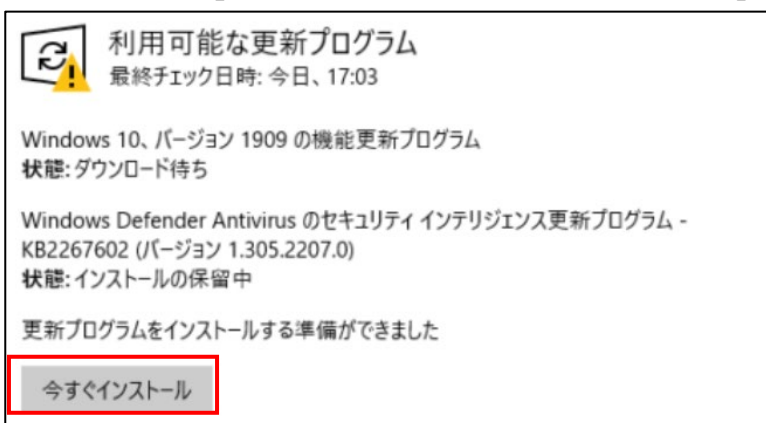 利用可能な更新プログラム
最終チェック日時: 今日、17:03
Windows 10、バージョン 1909 の機能更新プログラム
状態: ダウンロード待ち
Windows Defender Antivirus のセキュリティ インテリジェンス更新プログラム -
KB2267602 (バージョン 1.305.2207.0)
状態: インストールの保留中
更新プログラムをインストールする準備ができました
今すぐインストール